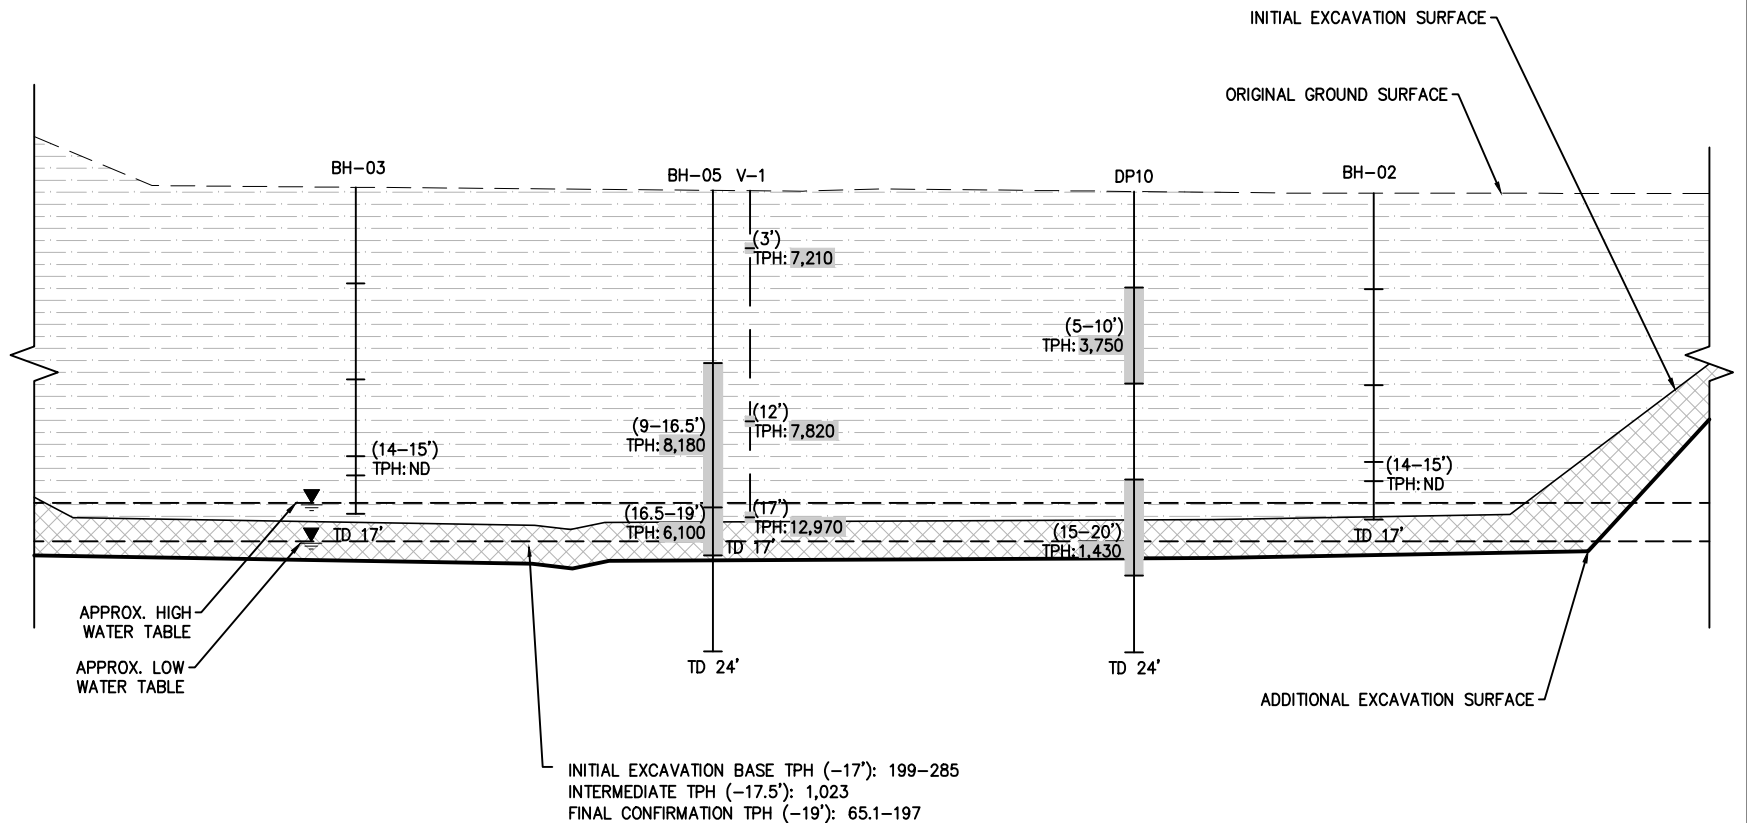 INITIAL EXCAVATION SURFACE
ORIGINAL GROUND SURFACE
BH-03
BH-05
V-1
DP10
BH-02
(3')
TPH: 7,210
(5-10')
TPH: 3,750
(12')
TPH: 7,820
(9-16.5')
TPH: 8,180
(14-15')
TPH: ND
(14-15')
TPH: ND
(17')
TPH: 12,970
(16.5-19')
TPH: 6,100
TD 17'
TD 17'
(15-20')
TPH: 1,430
TD 17'
APPROX. HIGH
WATER TABLE
APPROX. LOW
WATER TABLE
TD 24'
TD 24'
ADDITIONAL EXCAVATION SURFACE
INITIAL EXCAVATION BASE TPH (-17'): 199-285
INTERMEDIATE TPH (-17.5'): 1,023
FINAL CONFIRMATION TPH (-19'): 65.1-197